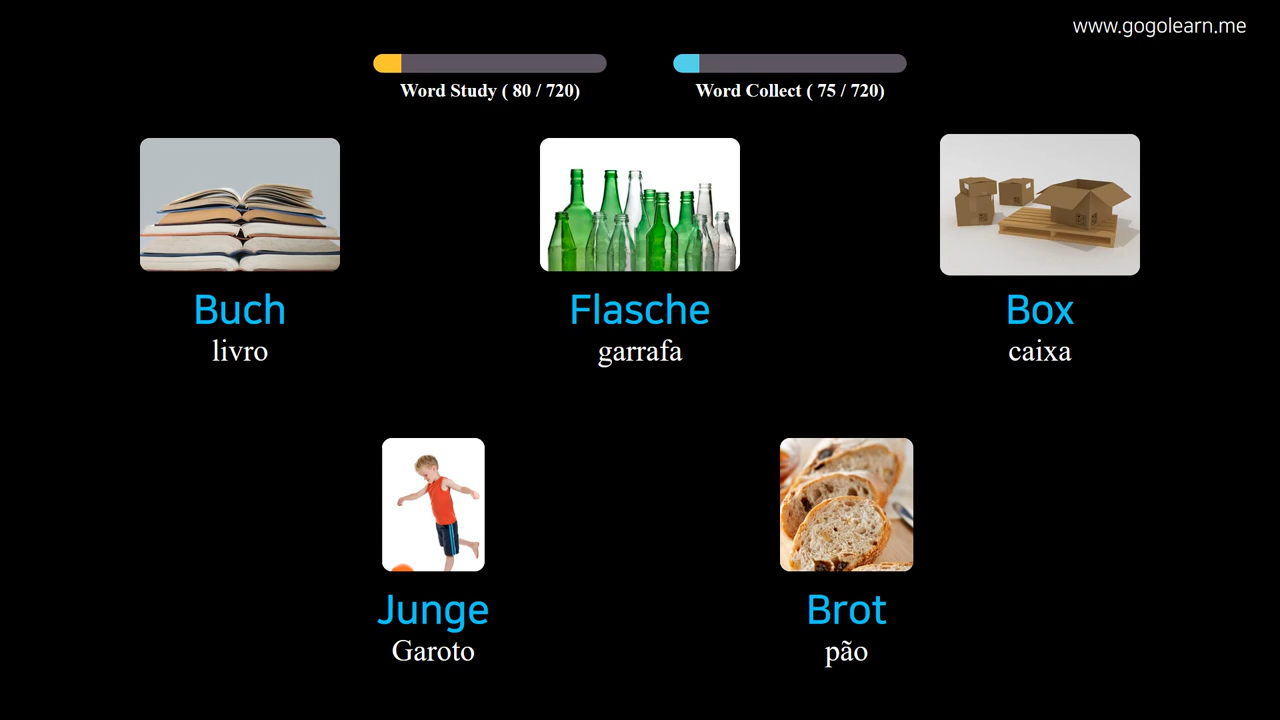 www.gogolearn.me
Word Study ( 80 / 720)
Word Collect ( 75 / 720)
Buch
livro
Flasche
garrafa
Box
caixa
Junge
Garoto
Brot
pão